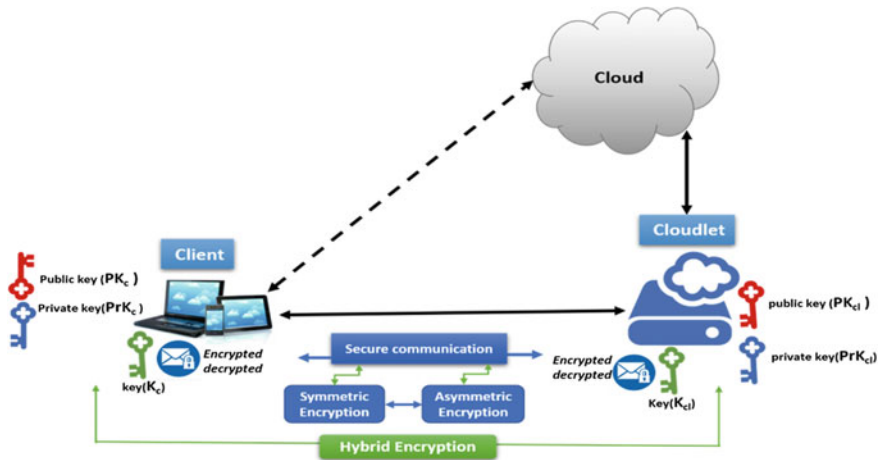 Cloud
Cloudlet
Client
Public key (PKc )
Private key(PrKc )
key(Kc)
Encrypted
decrypted
Secure communication
Symmetric
Encryption
Asymmetric
Encryption
Hybrid Encryption
Encrypted
decrypted
Key(Kcl)
public key (PKcl )
private key(PrKcl)